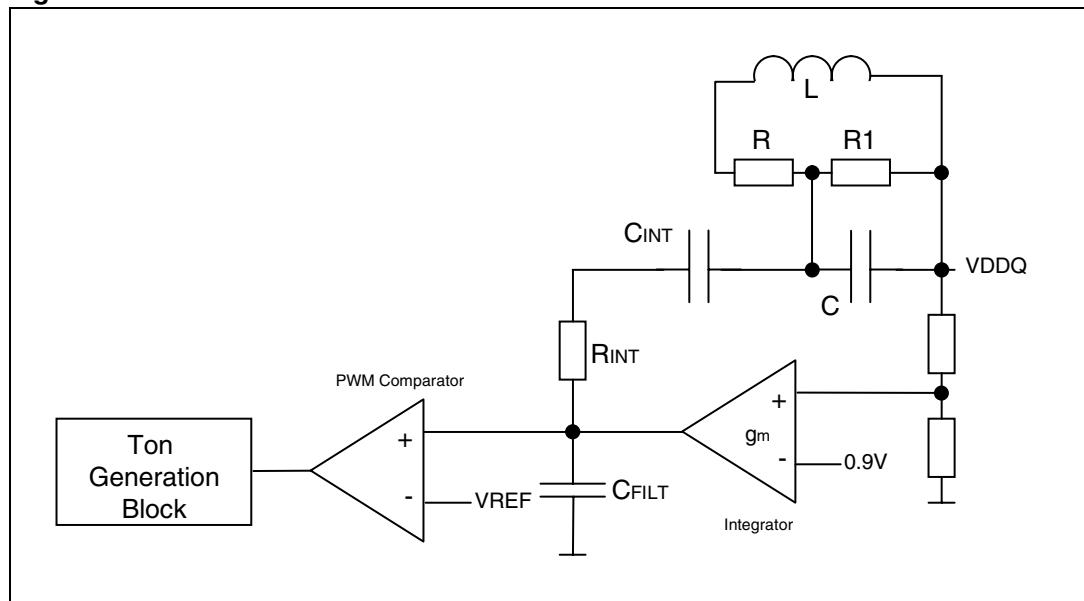 L
R R1
CINT
VDDQ
C
RINT
PWM Comparator
+
gm
-
0.9V
+
-
VREF
CFILT
Integrator
Ton
Generation
Block